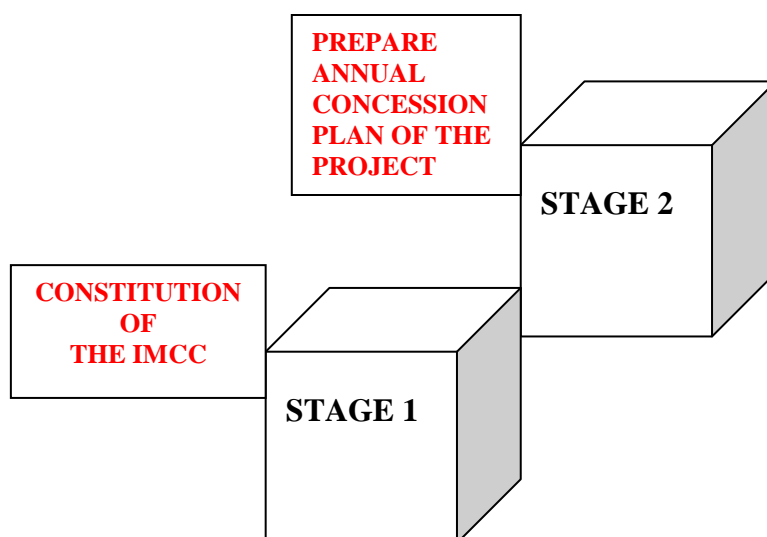 PREPARE
ANNUAL
CONCESSION
PLAN OF THE
PROJECT
STAGE 2
CONSTITUTION
OF
THE IMCC
STAGE 1